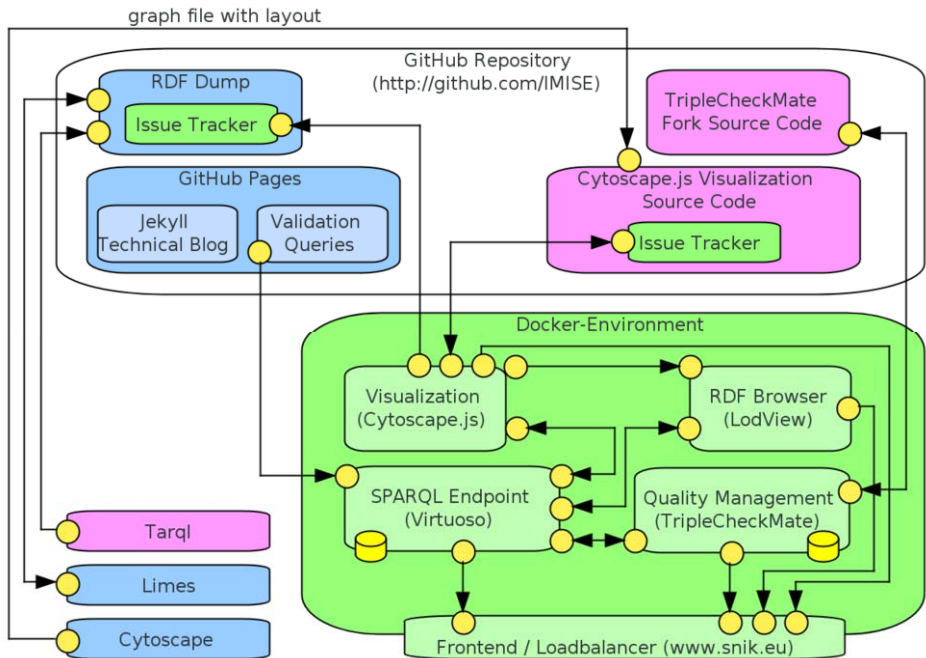 graph file with layout
GitHub Repository
(http://github.com/IMISE)
RDF Dump
Issue Tracker
TripleCheckMate
Fork Source Code
GitHub Pages
Jekyll
Technical Blog
Validation
Queries
Cytoscape.js Visualization
Source Code
Issue Tracker
Docker-Environment
Visualization
(Cytoscape.js)
RDF Browser
(LodView)
SPARQL Endpoint
(Virtuoso)
Quality Management
(TripleCheckMate)
Tarql
Limes
Cytoscape
Frontend / Loadbalancer (www.snik.eu)